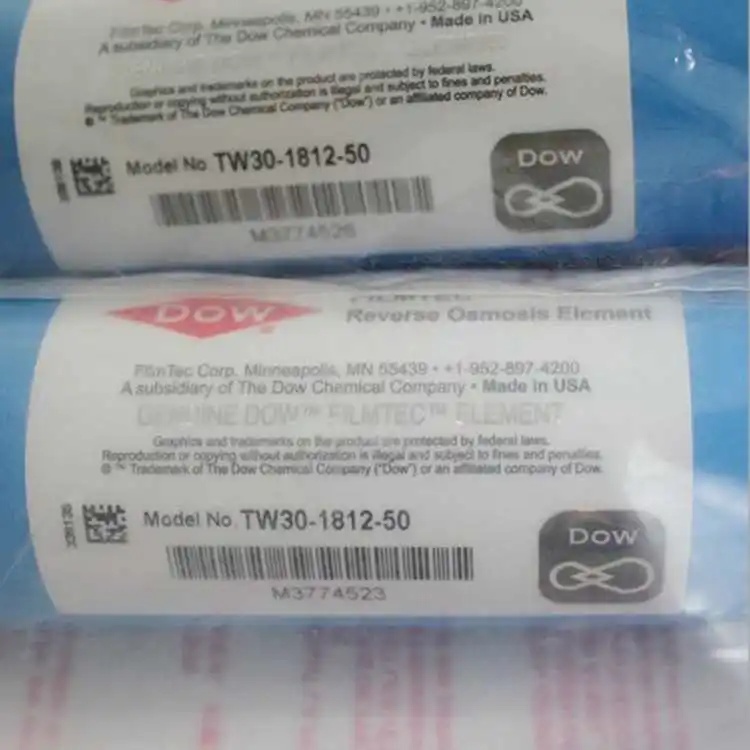 FilmTec Corp. Minneapolis, MN 55439 • +1-952-897-4200
A subsidiary of The Dow Chemical Company • Made in USA
Graphics and trademarks on the product are protected by federal laws.
Reproduction or copying without authorization is illegal and subject to fines and penalties.
® ™ Trademark of The Dow Chemical Company ("Dow") or an affiliated company of Dow.
Model No. TW30-1812-50
DOW
M3774526
DOW
FILMTEC
Reverse Osmosis Element
FilmTec Corp. Minneapolis, MN 55439 • +1-952-897-4200
A subsidiary of The Dow Chemical Company • Made in USA
GENUINE DOW™ FILMTEC™ ELEMENT
Graphics and trademarks on the product are protected by federal laws.
Reproduction or copying without authorization is illegal and subject to fines and penalties.
® ™ Trademark of The Dow Chemical Company ("Dow") or an affiliated company of Dow.
Model No. TW30-1812-50
DOW
M3774523